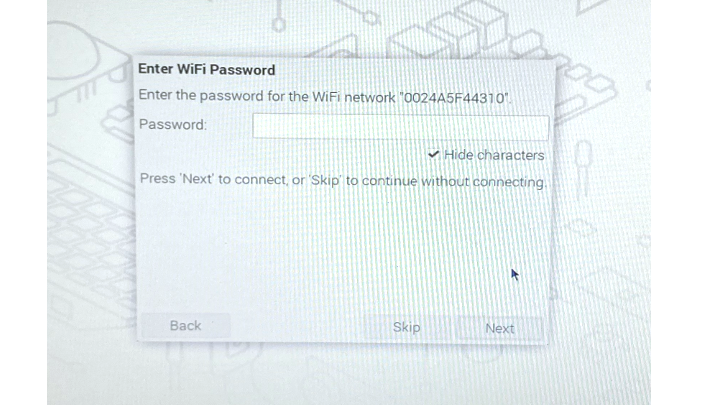 Enter WiFi Password
Enter the password for the WiFi network "0024A5F44310".
Password:
Hide characters
Press 'Next' to connect, or 'Skip' to continue without connecting.
Back
Skip
Next